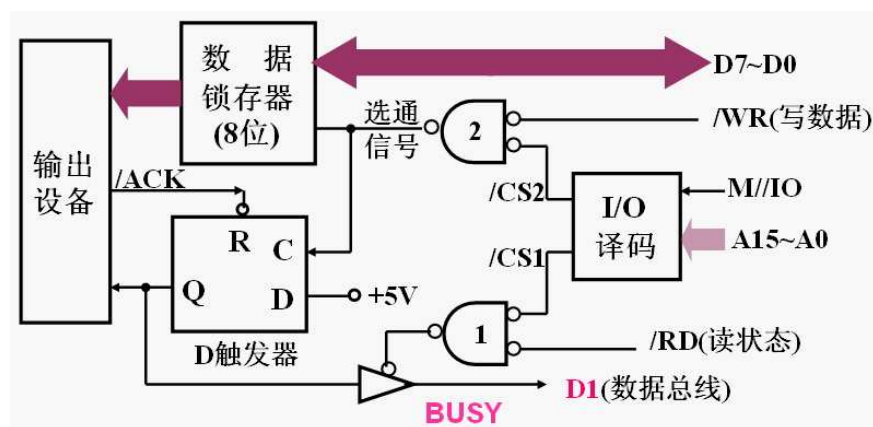 数 据
锁存器
(8位)
D7~D0
选通
信号
2
/WR(写数据)
输出
设备
/ACK
/CS2
I/O
译码
M//IO
A15~A0
R
C
/CS1
Q
D
+5V
1
/RD(读状态)
D触发器
D1(数据总线)
BUSY